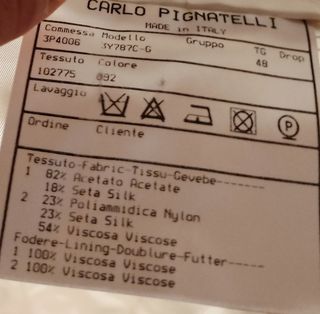 CARLO PIGNATELLI
MADE in ITALY
Commessa Modello Gruppo TG Drop
3P4006 3Y787C-G 48
Tessuto Colore
102775 092
Lavaggio
P
Ordine Cliente
Tessuto-Fabric-Tissu-Gevebe-------
1 82% Acetato Acetate
18% Seta Silk
2 23% Poliammidica Nylon
23% Seta Silk
54% Viscosa Viscose
Fodere-Lining-Doublure-Futter-----
1 100% Viscosa Viscose
2 100% Viscosa Viscose